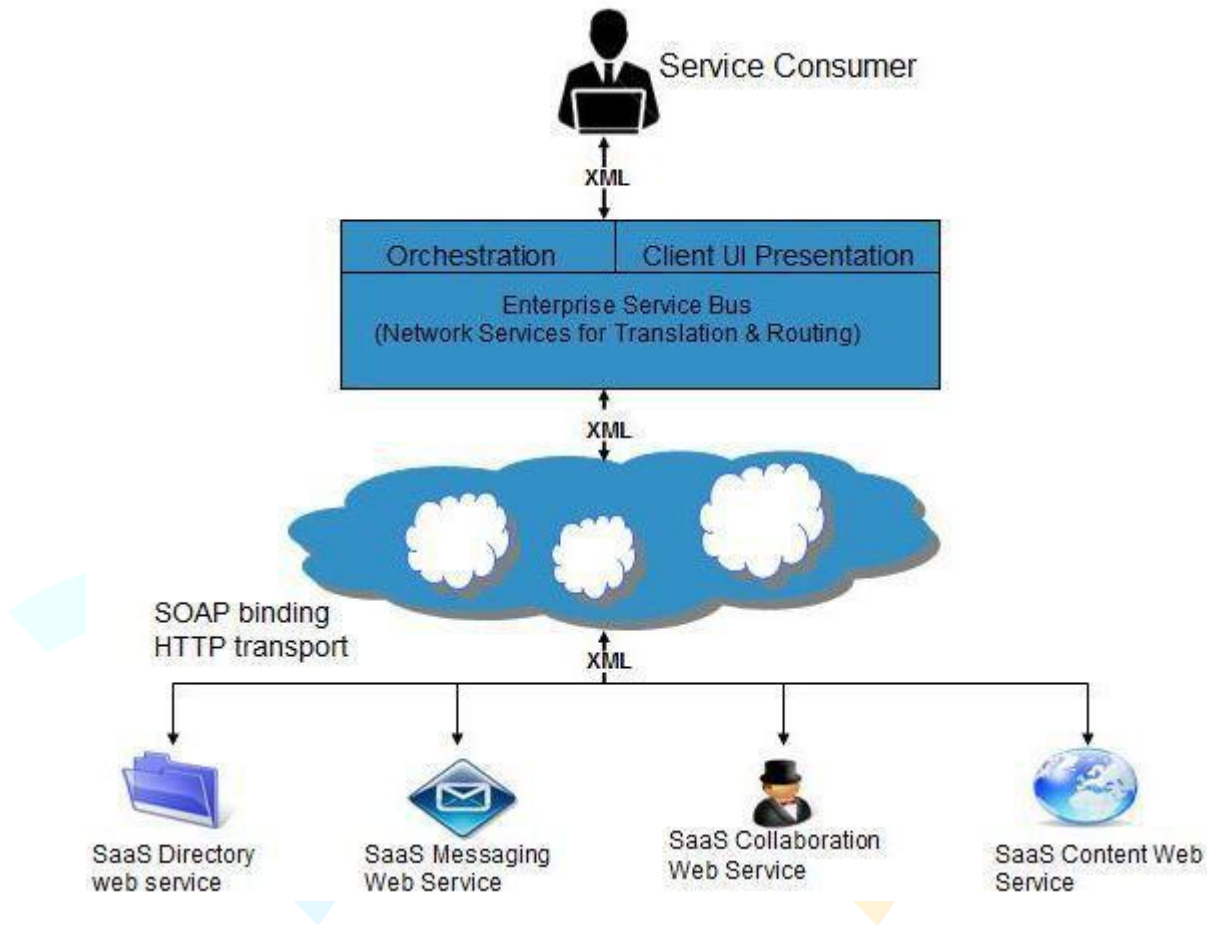 Service Consumer
XML
Orchestration
Client UI Presentation
Enterprise Service Bus
(Network Services for Translation & Routing)
XML
SOAP binding
HTTP transport
XML
SaaS Directory
web service
SaaS Messaging
Web Service
SaaS Collaboration
Web Service
SaaS Content Web
Service